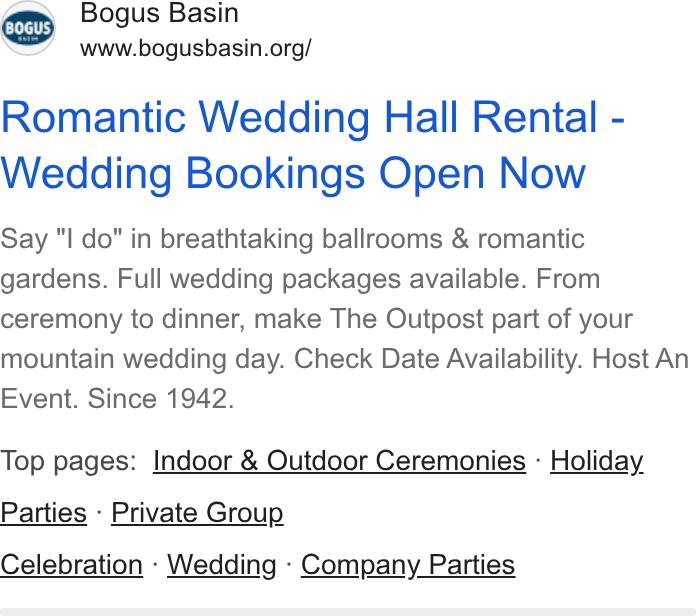 BOGUS
BASIN
Bogus Basin
www.bogusbasin.org/
Romantic Wedding Hall Rental -
Wedding Bookings Open Now
Say "I do" in breathtaking ballrooms & romantic
gardens. Full wedding packages available. From
ceremony to dinner, make The Outpost part of your
mountain wedding day. Check Date Availability. Host An
Event. Since 1942.
Top pages: Indoor & Outdoor Ceremonies · Holiday
Parties · Private Group
Celebration · Wedding · Company Parties